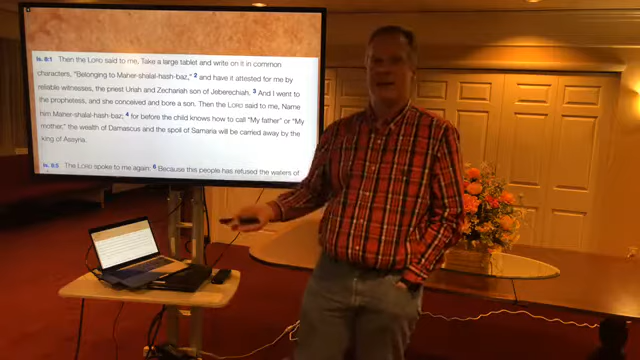 Is. 8:1 Then the LORD said to me, Take a large tablet and write on it in common
characters, "Belonging to Maher-shalal-hash-baz," 2 and have it attested for me by
reliable witnesses, the priest Uriah and Zechariah son of Jeberechiah. 3 And I went to
the prophetess, and she conceived and bore a son. Then the LORD said to me, Name
him Maher-shalal-hash-baz; 4 for before the child knows how to call "My father" or "My
mother," the wealth of Damascus and the spoil of Samaria will be carried away by the
king of Assyria.
Is. 8:5 The LORD spoke to me again: 6 Because this people has refused the waters of